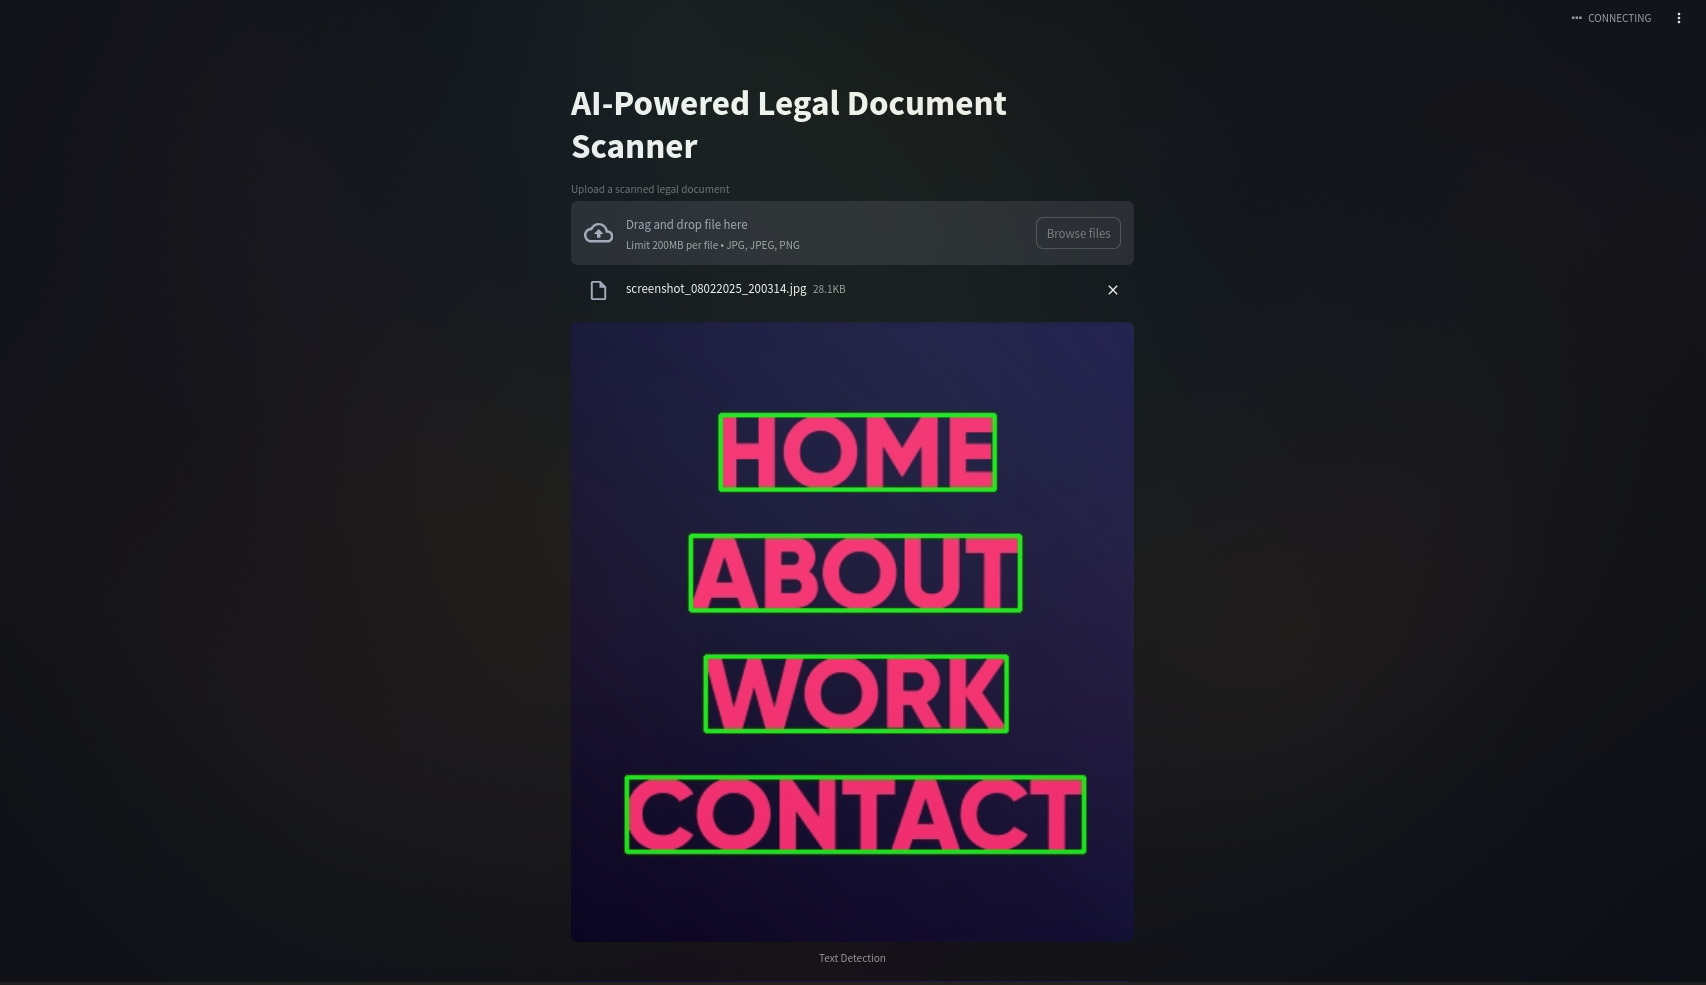 CONNECTING
AI-Powered Legal Document
Scanner
Upload a scanned legal document
Drag and drop file here
Limit 200MB per file • JPG, JPEG, PNG
Browse files
screenshot_08022025_200314.jpg 28.1KB
HOME
ABOUT
WORK
CONTACT
Text Detection